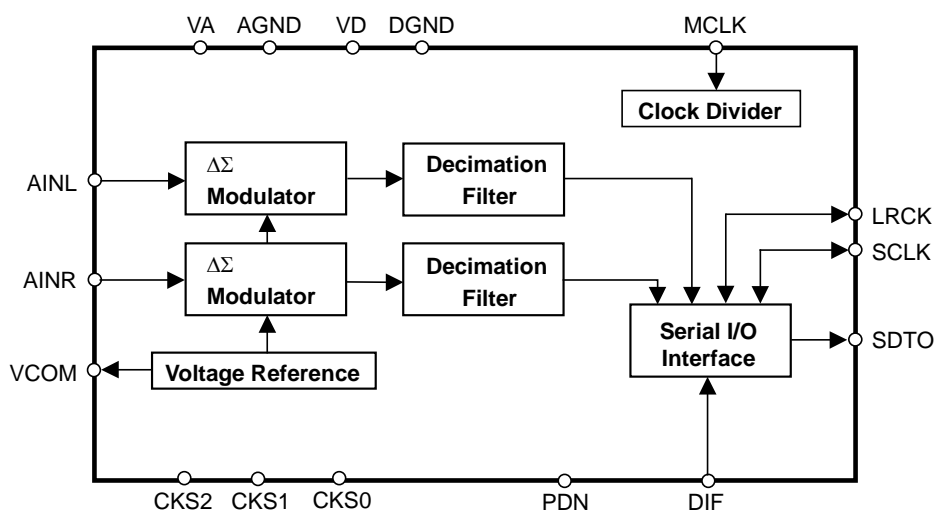 VA AGND VD DGND MCLK
Clock Divider
ΔΣ
Modulator
Decimation
Filter
AINL
LRCK
SCLK
AINR
ΔΣ
Modulator
Decimation
Filter
Serial I/O
Interface
SDTO
VCOM
Voltage Reference
CKS2 CKS1 CKS0 PDN DIF